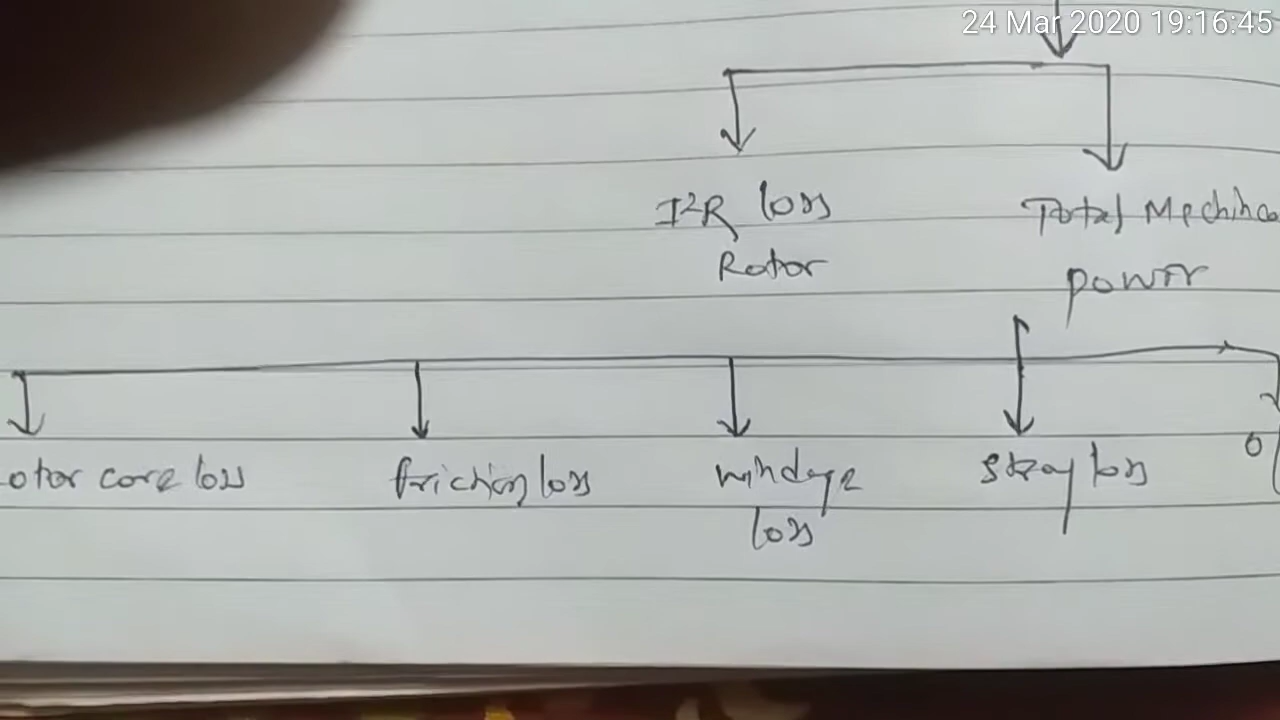 24 Mar 2020 19:16:45
I²R loss
Rotor
Total Mechinca
power
otor core loss
friction loss
windage
loss
stray loss
o